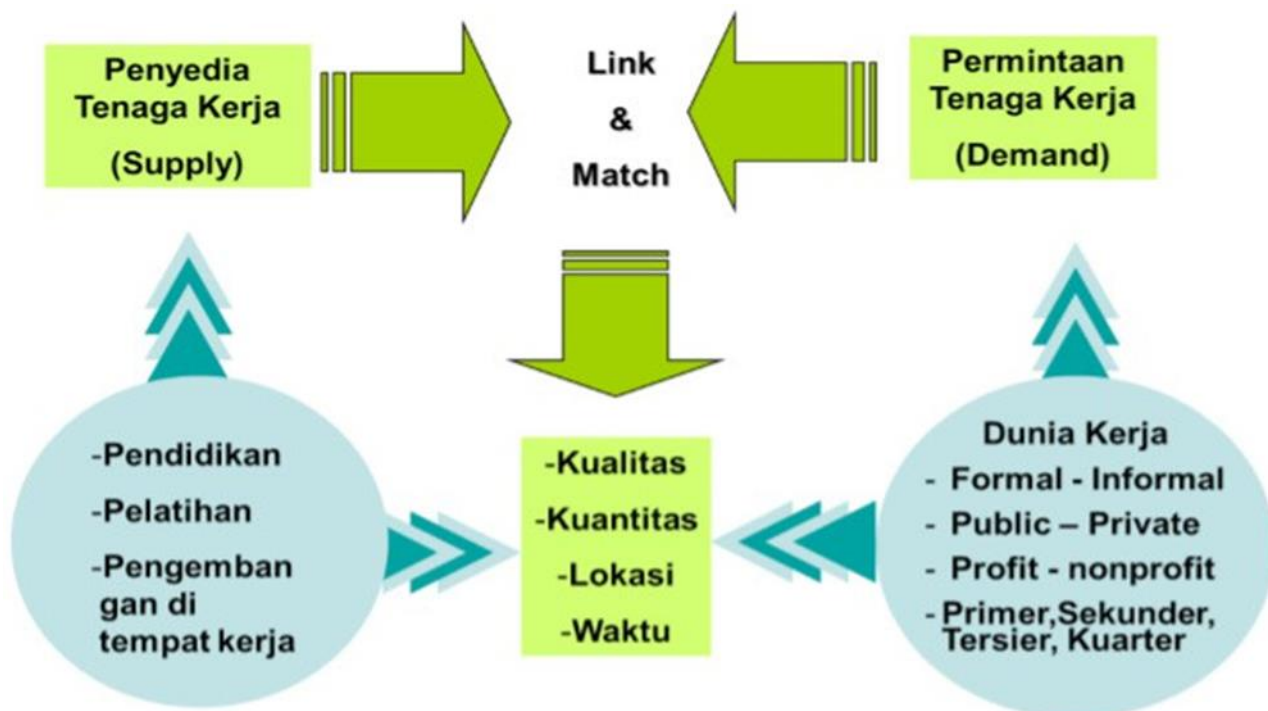 Penyedia
Tenaga Kerja
(Supply)
Link
&
Match
Permintaan
Tenaga Kerja
(Demand)
-Pendidikan
-Pelatihan
-Pengemban
gan di
tempat kerja
-Kualitas
-Kuantitas
-Lokasi
-Waktu
Dunia Kerja
- Formal - Informal
- Public – Private
- Profit - nonprofit
- Primer,Sekunder,
Tersier, Kuarter